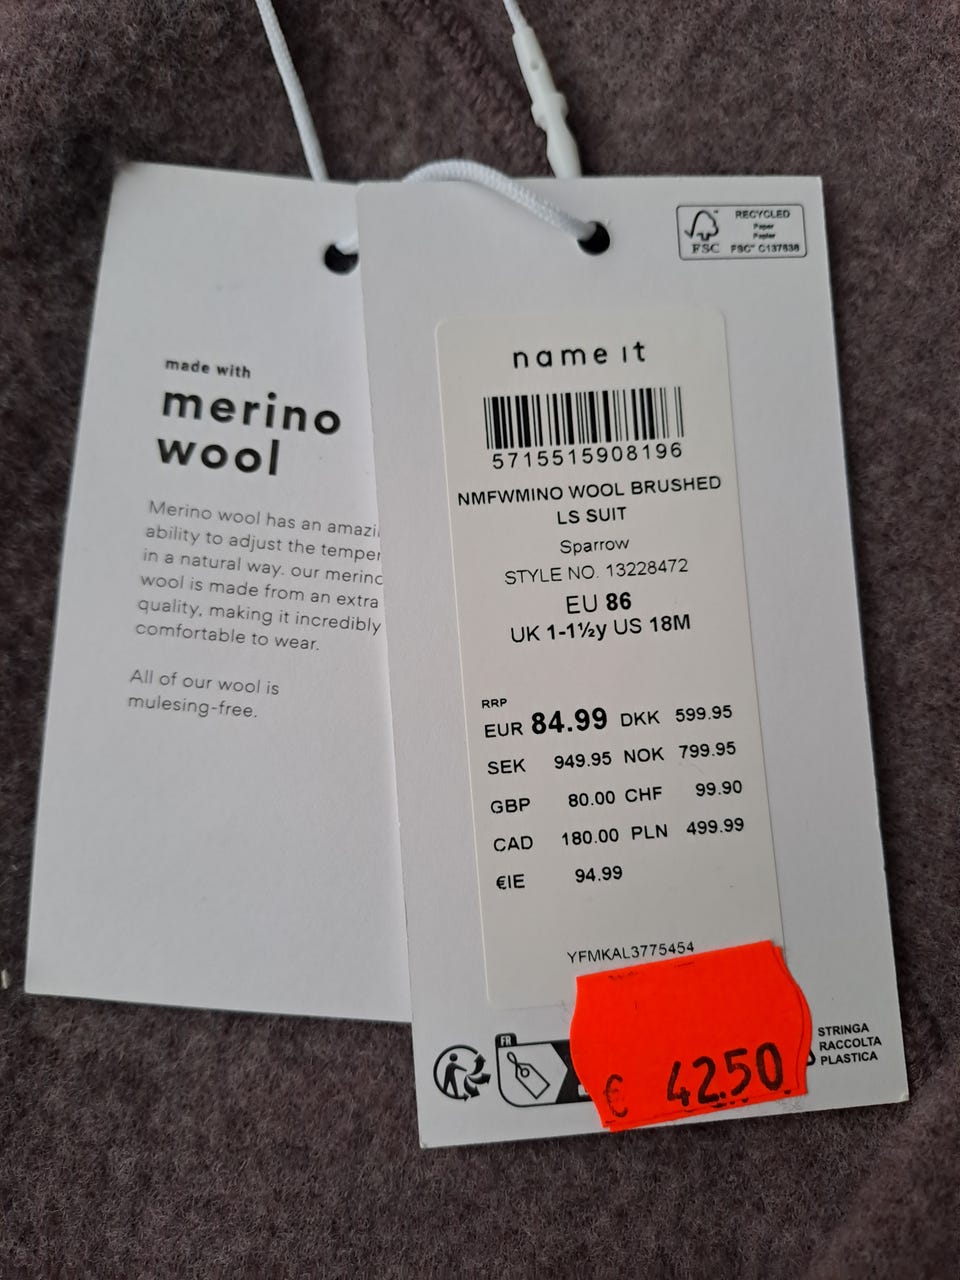 made with
merino
wool
Merino wool has an
ability to adjust the
in a natural way. our
wool is made from an extra
quality, making it incredibly
comfortable to wear.
All of our wool is
mulesing-free.
RECYCLED
Paper
Papier
FSC
FSC™ C137838
name it
5715515908196
NMFWMINO WOOL BRUSHED
LS SUIT
Sparrow
STYLE NO. 13228472
EU 86
UK 1-1½y US 18M
RRP
EUR 84.99 DKK 599.95
SEK 949.95 NOK 799.95
GBP 80.00 CHF 99.90
CAD 180.00 PLN 499.99
€IE 94.99
YFMKAL3775454
FR
€ 42.50
STRINGA
RACCOLTA
PLASTICA